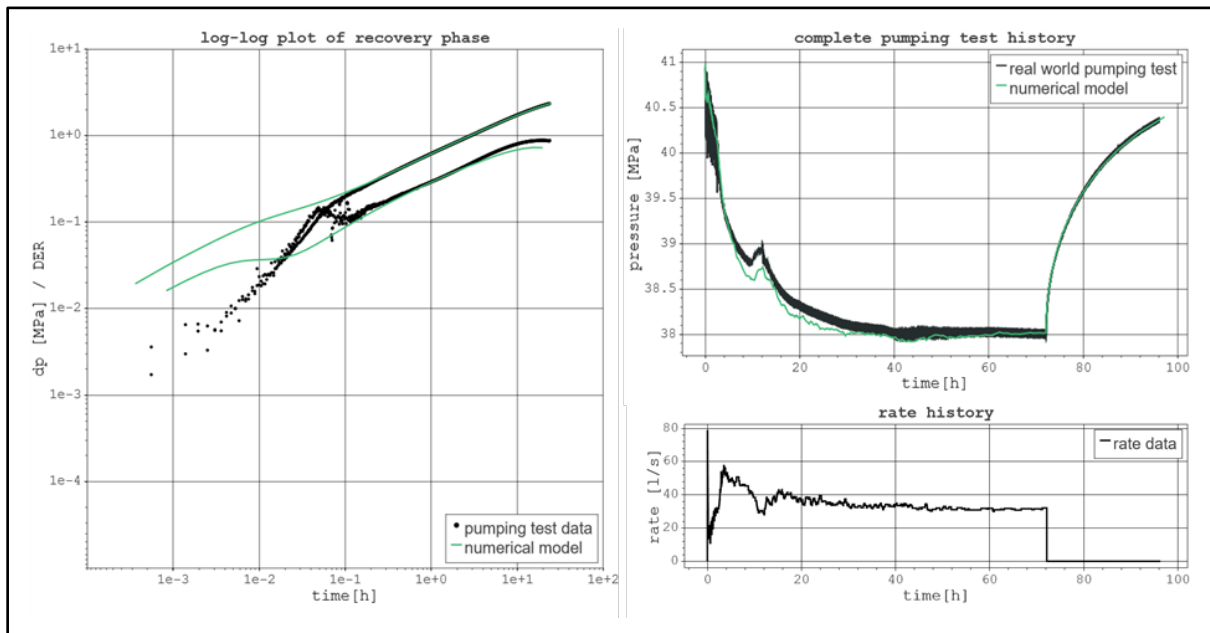 log-log plot of recovery phase
1e+1
1e+0
1e-1
1e-2
1e-3
1e-4
dp [MPa] / DER
1e-3 1e-2 1e-1 1e+0 1e+1 1e+2
time[h]
pumping test data
numerical model
complete pumping test history
41
40.5
40
39.5
39
38.5
38
pressure [MPa]
0 20 40 60 80 100
time[h]
real world pumping test
numerical model
rate history
80
60
40
20
0
rate [l/s]
0 20 40 60 80 100
time[h]
rate data